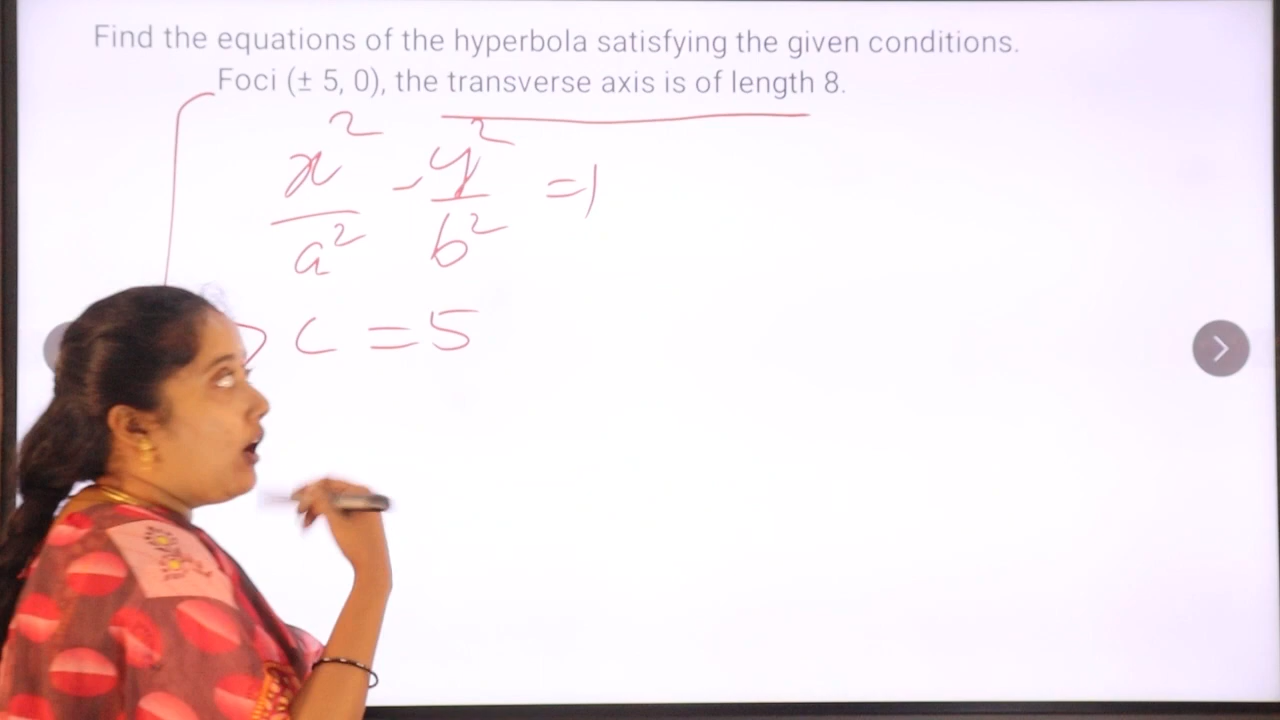 Find the equations of the hyperbola satisfying the given conditions.
Foci (± 5, 0), the transverse axis is of length 8.
x²/a² - y²/b² = 1
c = 5